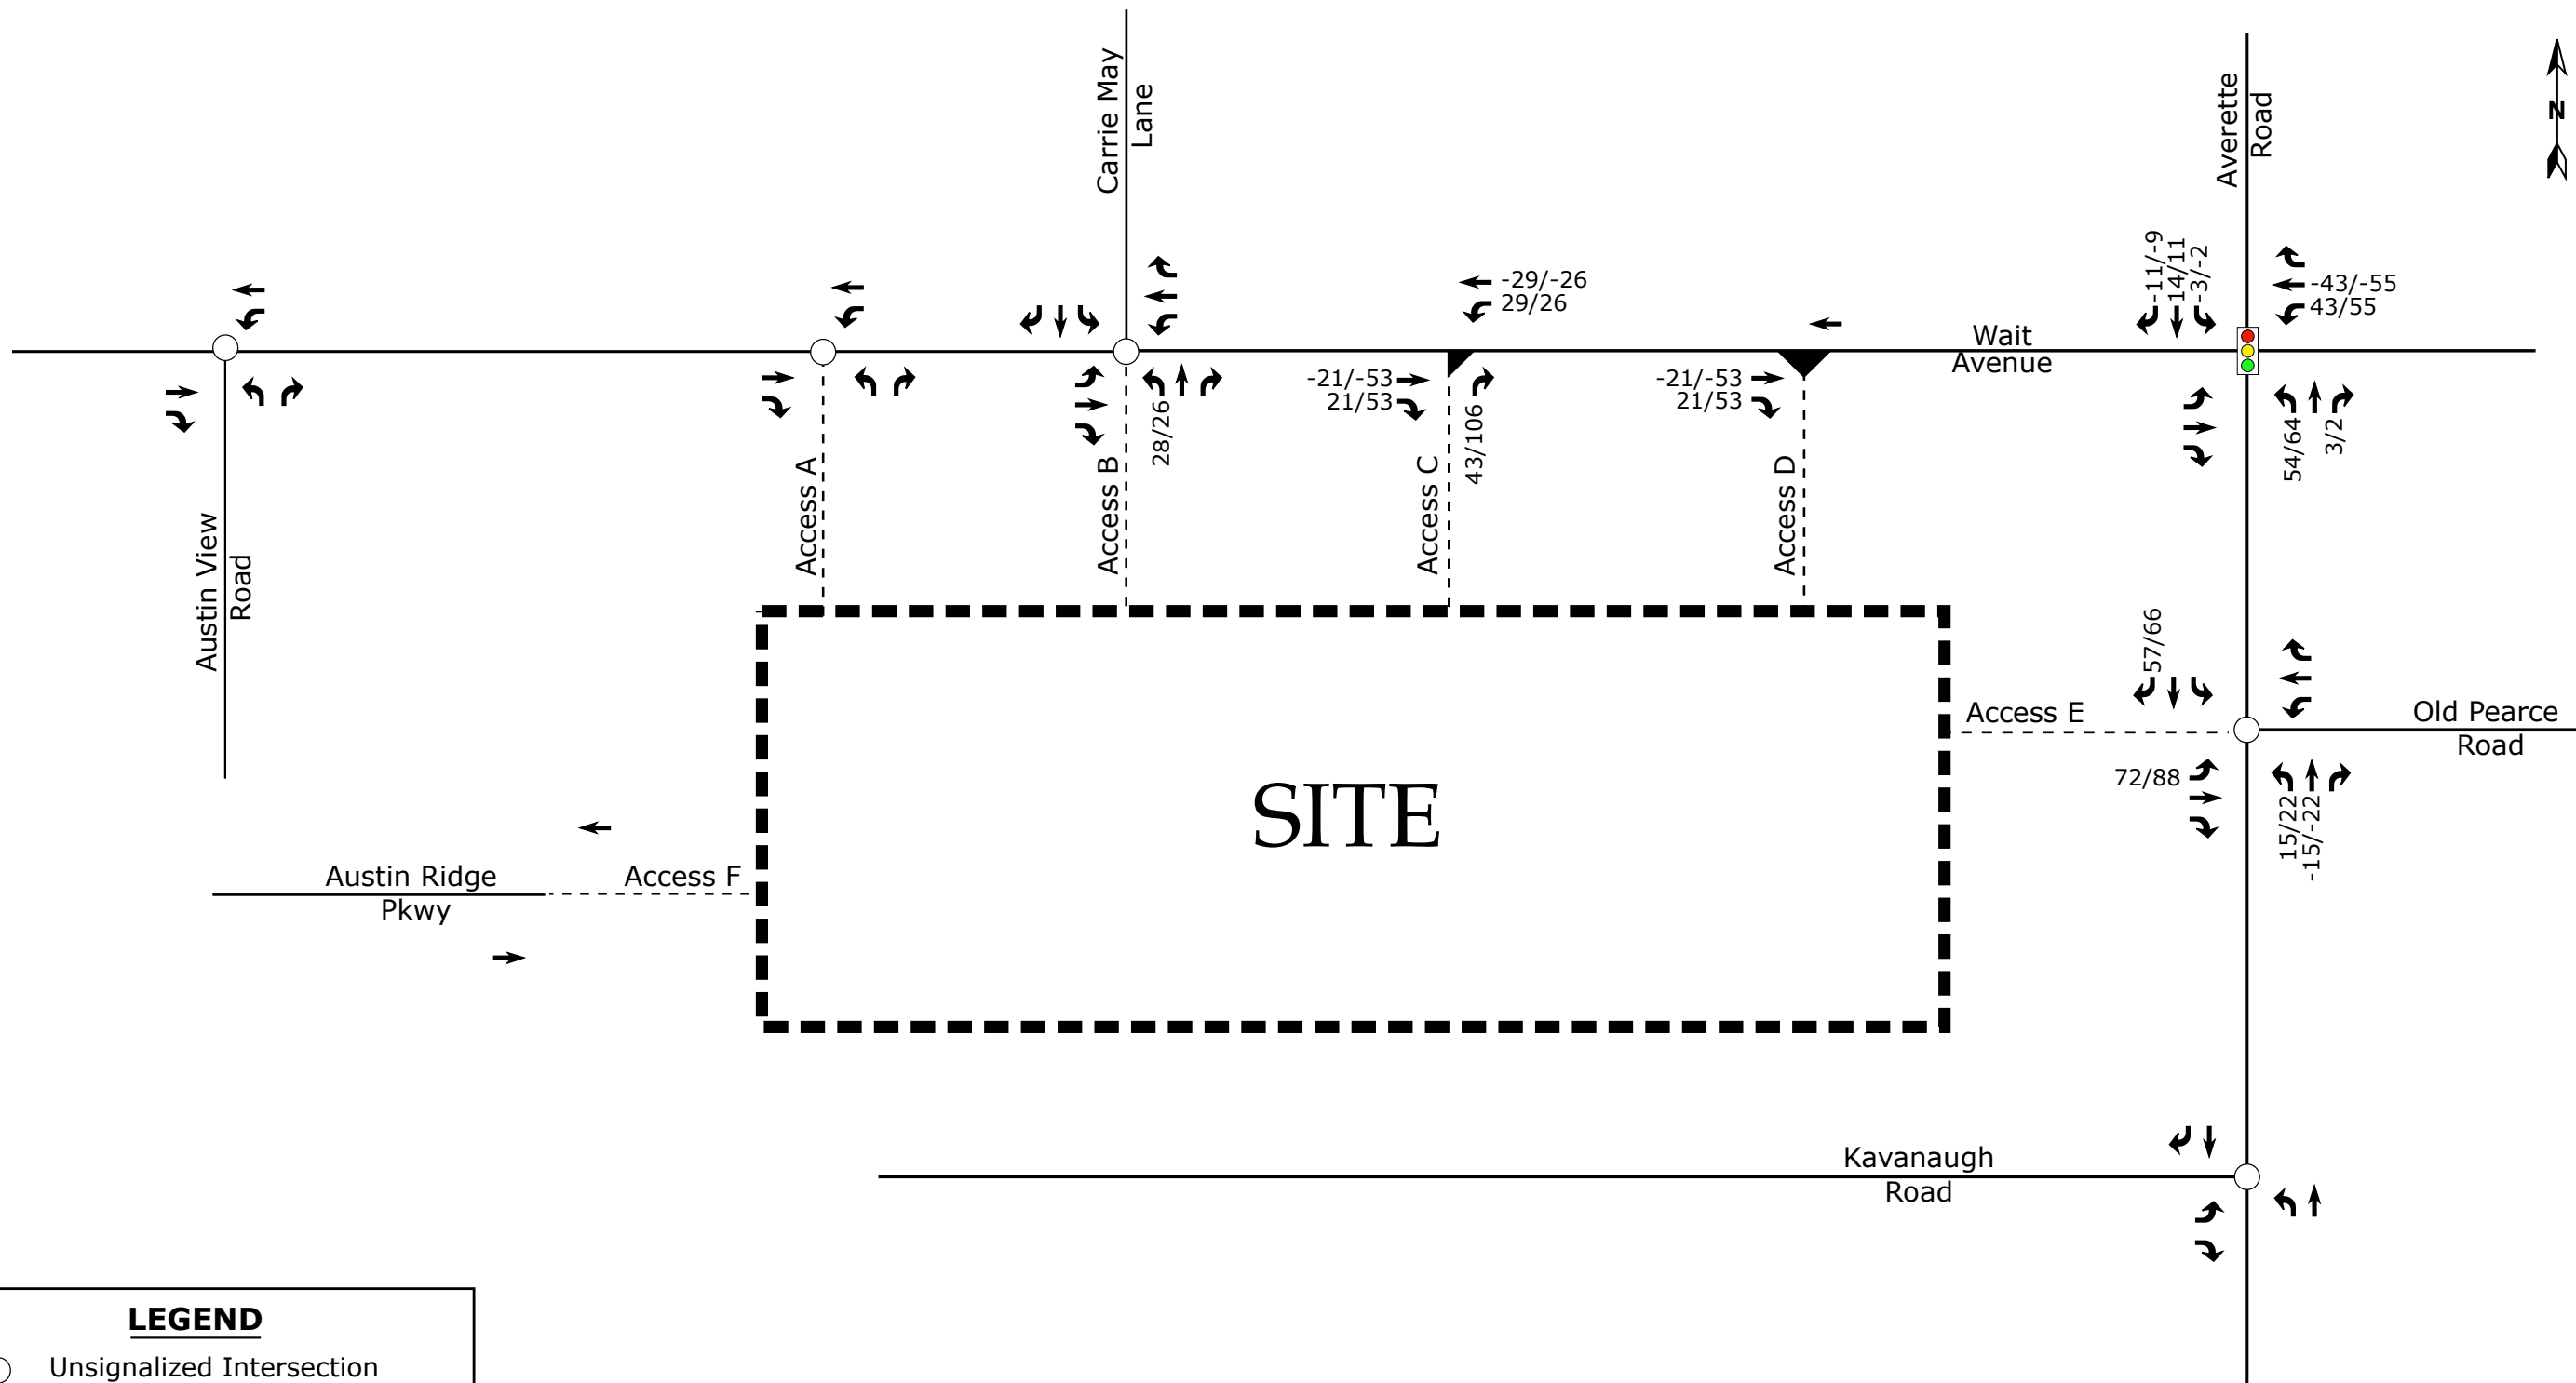 Carrie May
Lane
Averette
Road
N
-11/-9
14/11
-3/-2
-43/-55
43/55
-29/-26
29/26
Wait
Avenue
28/26
-21/-53
21/53
43/106
-21/-53
21/53
54/64
3/2
Austin View
Road
Access A
Access B
Access C
Access D
57/66
Access E
Old Pearce
Road
72/88
15/22
-15/-22
SITE
Austin Ridge
Pkwy
Access F
Kavanaugh
Road
LEGEND
Unsignalized Intersection